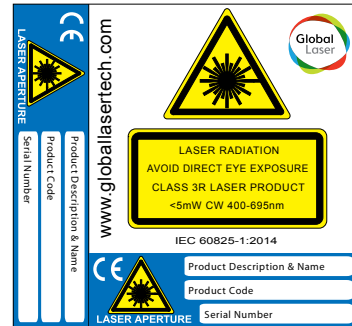 LASER APERTURE
Serial Number
Product Code
Product Description & Name
www.globallasertech.com
Global
Laser
LASER RADIATION
AVOID DIRECT EYE EXPOSURE
CLASS 3R LASER PRODUCT
<5mW CW 400-695nm
IEC 60825-1:2014
CE
CE
LASER APERTURE
Product Description & Name
Product Code
Serial Number